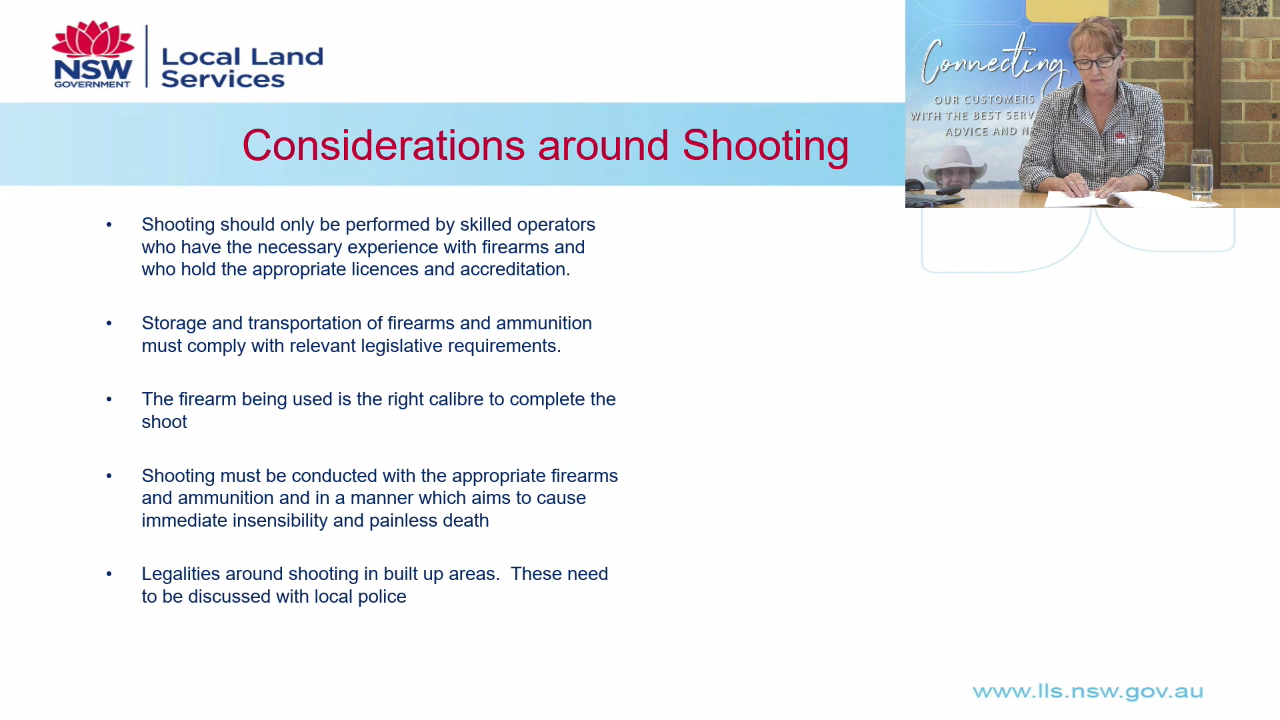 NSW
GOVERNMENT
Local Land
Services
Connecting
OUR CUSTOMERS
WITH THE BEST
ADVICE AND
Considerations around Shooting
• Shooting should only be performed by skilled operators
who have the necessary experience with firearms and
who hold the appropriate licences and accreditation.
• Storage and transportation of firearms and ammunition
must comply with relevant legislative requirements.
• The firearm being used is the right calibre to complete the
shoot
• Shooting must be conducted with the appropriate firearms
and ammunition and in a manner which aims to cause
immediate insensibility and painless death
• Legalities around shooting in built up areas.  These need
to be discussed with local police
www.lls.nsw.gov.au